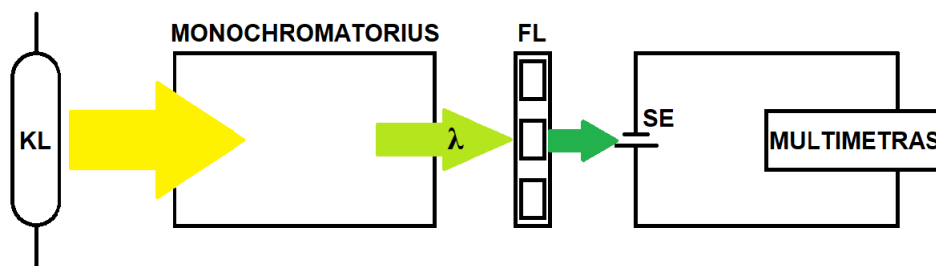 MONOCHROMATORIUS
FL
KL
λ
SE
MULTIMETRAS